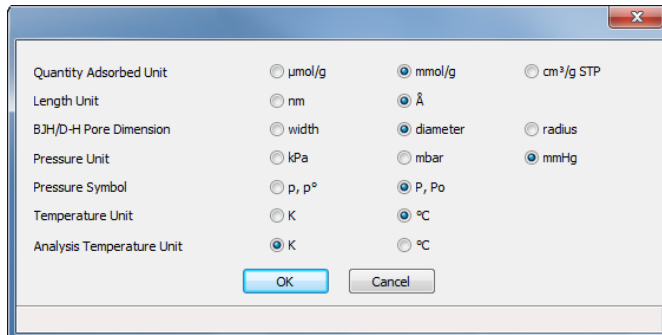 Quantity Adsorbed Unit µmol/g mmol/g cm³/g STP
Length Unit nm Å
BJH/D-H Pore Dimension width diameter radius
Pressure Unit kPa mbar mmHg
Pressure Symbol p, p° P, Po
Temperature Unit K °C
Analysis Temperature Unit K °C
OK Cancel